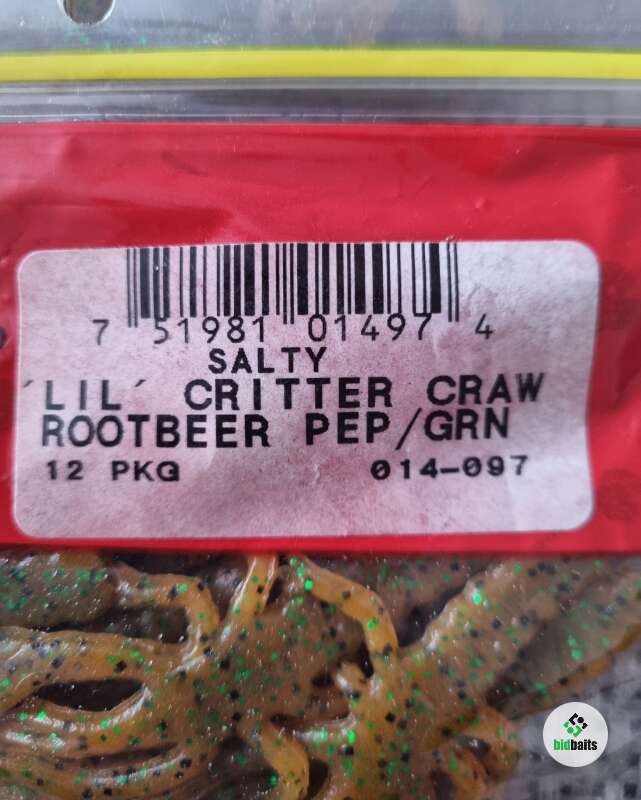 7 51981 01497 4
SALTY
'LIL' CRITTER CRAW
ROOTBEER PEP/GRN
12 PKG 014-097
bidbaits